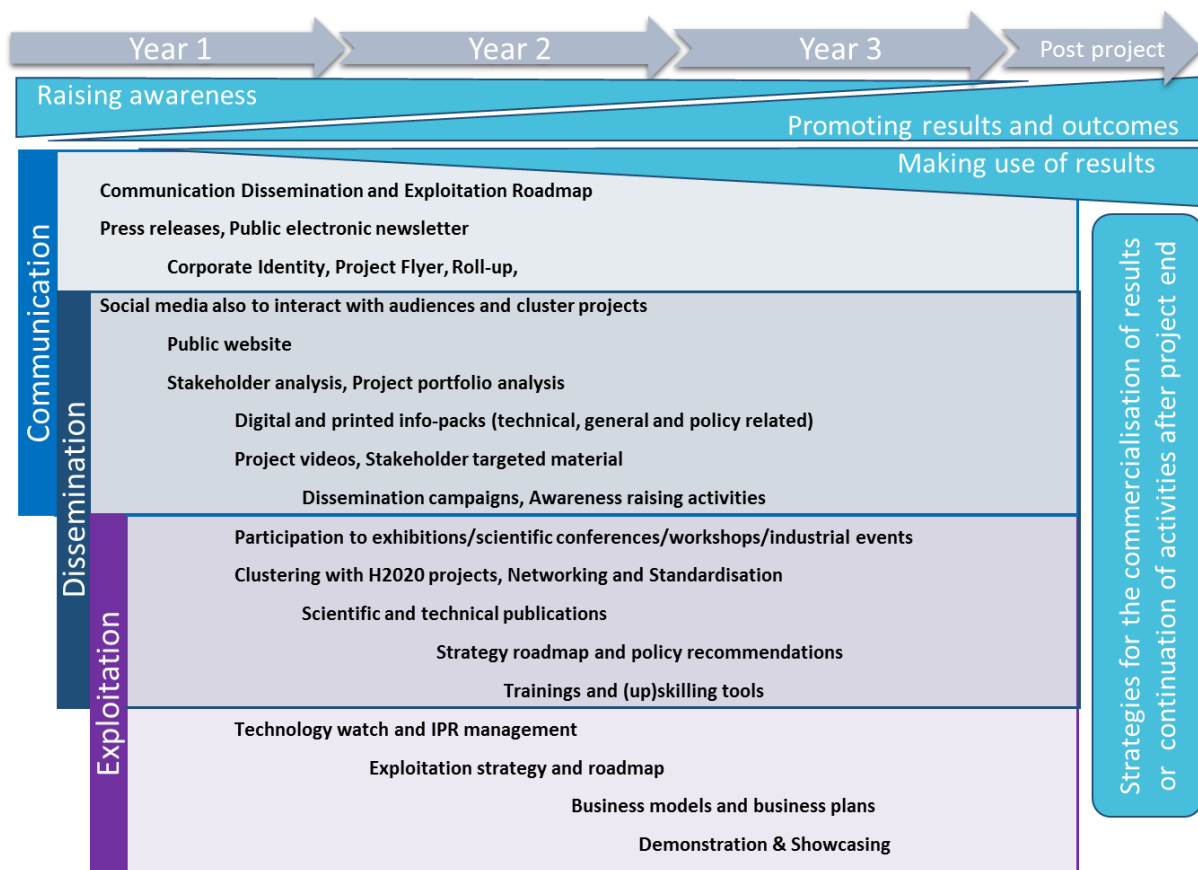 Year 1
Year 2
Year 3
Post project
Raising awareness
Promoting results and outcomes
Making use of results
Communication
Communication Dissemination and Exploitation Roadmap
Press releases, Public electronic newsletter
Corporate Identity, Project Flyer, Roll-up,
Dissemination
Social media also to interact with audiences and cluster projects
Public website
Stakeholder analysis, Project portfolio analysis
Digital and printed info-packs (technical, general and policy related)
Project videos, Stakeholder targeted material
Dissemination campaigns, Awareness raising activities
Exploitation
Participation to exhibitions/scientific conferences/workshops/industrial events
Clustering with H2020 projects, Networking and Standardisation
Scientific and technical publications
Strategy roadmap and policy recommendations
Trainings and (up)skilling tools
Technology watch and IPR management
Exploitation strategy and roadmap
Business models and business plans
Demonstration & Showcasing
Strategies for the commercialisation of results
or continuation of activities after project end